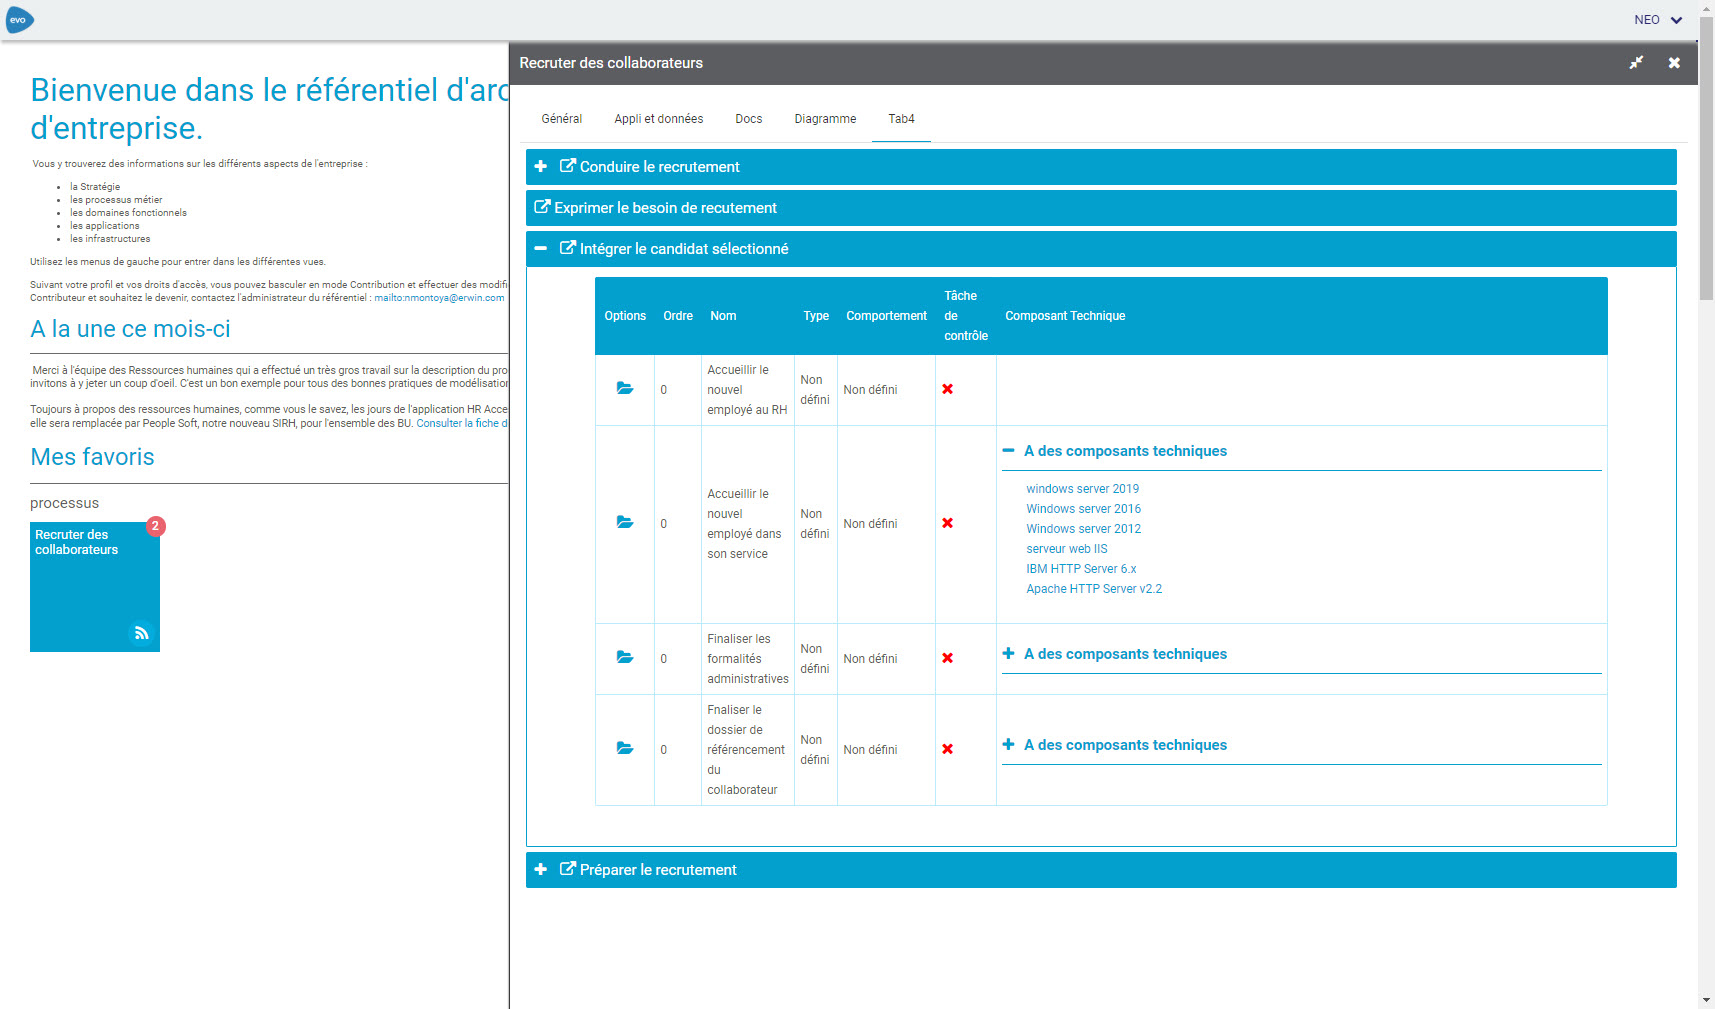 evo
NEO
Bienvenue dans le référentiel d'arc
d'entreprise.
Vous y trouverez des informations sur les différents aspects de l'entreprise :
la Stratégie
les processus métier
les domaines fonctionnels
les applications
les infrastructures
Utilisez les menus de gauche pour entrer dans les différentes vues.
Suivant votre profil et vos droits d'accès, vous pouvez basculer en mode Contribution et effectuer des modifi
Contributeur et souhaitez le devenir, contactez l'administrateur du référentiel : mailto:nmontoya@erwin.com
A la une ce mois-ci
Merci à l'équipe des Ressources humaines qui a effectué un très gros travail sur la description du pro
invitons à y jeter un coup d'oeil. C'est un bon exemple pour tous des bonnes pratiques de modélisation
Toujours à propos des ressources humaines, comme vous le savez, les jours de l'application HR Acce
elle sera remplacée par People Soft, notre nouveau SIRH, pour l'ensemble des BU. Consulter la fiche d
Mes favoris
processus
2
Recruter des
collaborateurs
Recruter des collaborateurs
Général Appli et données Docs Diagramme Tab4
Conduire le recrutement
Exprimer le besoin de recutement
Intégrer le candidat sélectionné
Options Ordre Nom Type Comportement Tâche de contrôle Composant Technique
0 Accueillir le nouvel employé au RH Non défini Non défini
0 Accueillir le nouvel employé dans son service Non défini Non défini
A des composants techniques
windows server 2019
Windows server 2016
Windows server 2012
serveur web IIS
IBM HTTP Server 6.x
Apache HTTP Server v2.2
0 Finaliser les formalités administratives Non défini Non défini A des composants techniques
0 Fnaliser le dossier de référencement du collaborateur Non défini Non défini A des composants techniques
Préparer le recrutement